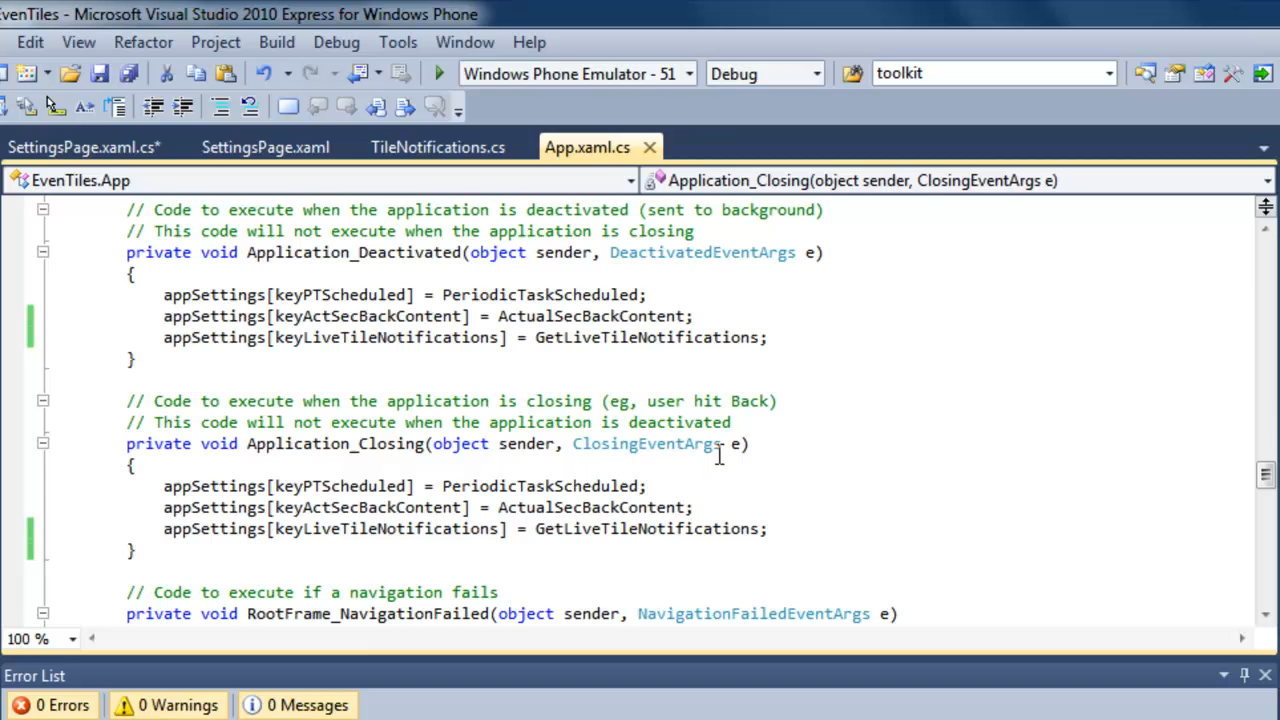 EvenTiles - Microsoft Visual Studio 2010 Express for Windows Phone
Edit View Refactor Project Build Debug Tools Window Help
Windows Phone Emulator - 51 Debug toolkit
SettingsPage.xaml.cs* SettingsPage.xaml TileNotifications.cs App.xaml.cs
EvenTiles.App Application_Closing(object sender, ClosingEventArgs e)
// Code to execute when the application is deactivated (sent to background)
// This code will not execute when the application is closing
private void Application_Deactivated(object sender, DeactivatedEventArgs e)
{
appSettings[keyPTScheduled] = PeriodicTaskScheduled;
appSettings[keyActSecBackContent] = ActualSecBackContent;
appSettings[keyLiveTileNotifications] = GetLiveTileNotifications;
}
// Code to execute when the application is closing (eg, user hit Back)
// This code will not execute when the application is deactivated
private void Application_Closing(object sender, ClosingEventArgs e)
{
appSettings[keyPTScheduled] = PeriodicTaskScheduled;
appSettings[keyActSecBackContent] = ActualSecBackContent;
appSettings[keyLiveTileNotifications] = GetLiveTileNotifications;
}
// Code to execute if a navigation fails
private void RootFrame_NavigationFailed(object sender, NavigationFailedEventArgs e)
100 %
Error List
0 Errors 0 Warnings 0 Messages